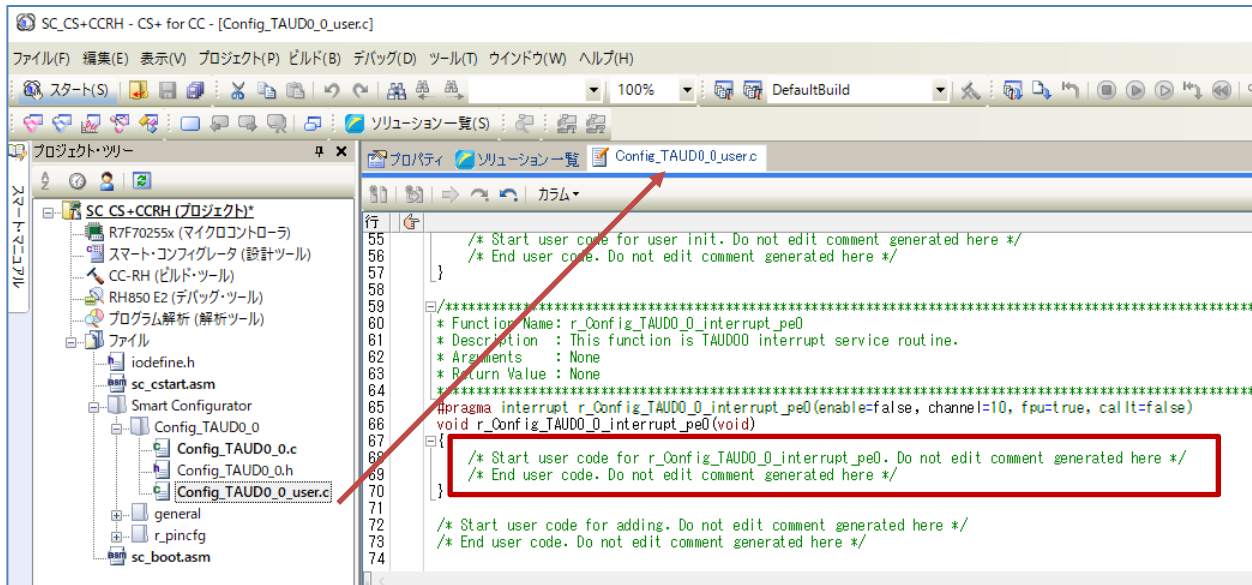 SC_CS+CCRH - CS+ for CC - [Config_TAUD0_0_user.c]
ファイル(F) 編集(E) 表示(V) プロジェクト(P) ビルド(B) デバッグ(D) ツール(T) ウインドウ(W) ヘルプ(H)
スタート(S) 100% DefaultBuild
ソリューション一覧(S)
スマート・マニュアル
プロジェクト・ツリー
プロパティ ソリューション一覧 Config_TAUD0_0_user.c
カラム
SC_CS+CCRH (プロジェクト)*
R7F70255x (マイクロコントローラ)
スマート・コンフィグレータ (設計ツール)
CC-RH (ビルド・ツール)
RH850 E2 (デバッグ・ツール)
プログラム解析 (解析ツール)
ファイル
iodefine.h
sc_cstart.asm
Smart Configurator
Config_TAUD0_0
Config_TAUD0_0.c
Config_TAUD0_0.h
Config_TAUD0_0_user.c
general
r_pincfg
sc_boot.asm
行
55 /* Start user code for user init. Do not edit comment generated here */
56 /* End user code. Do not edit comment generated here */
57 }
58
59 /******************************************************************************
60 * Function Name: r_Config_TAUD0_0_interrupt_pe0
61 * Description : This function is TAUD00 interrupt service routine.
62 * Arguments : None
63 * Return Value : None
64 ******************************************************************************
65 #pragma interrupt r_Config_TAUD0_0_interrupt_pe0(enable=false, channel=10, fpu=true, callt=false)
66 void r_Config_TAUD0_0_interrupt_pe0(void)
67 {
68 /* Start user code for r_Config_TAUD0_0_interrupt_pe0. Do not edit comment generated here */
69 /* End user code. Do not edit comment generated here */
70 }
71
72 /* Start user code for adding. Do not edit comment generated here */
73 /* End user code. Do not edit comment generated here */
74